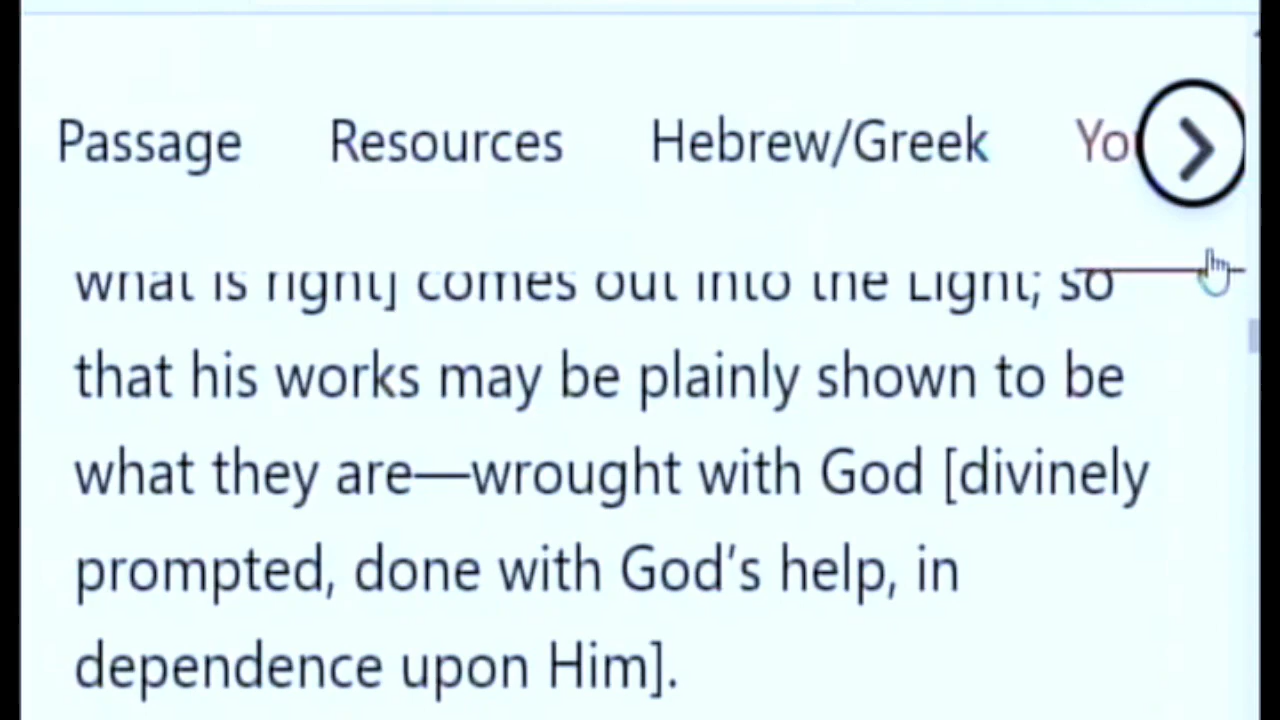 Passage Resources Hebrew/Greek Yo
what is right] comes out into the Light; so
that his works may be plainly shown to be
what they are—wrought with God [divinely
prompted, done with God’s help, in
dependence upon Him].